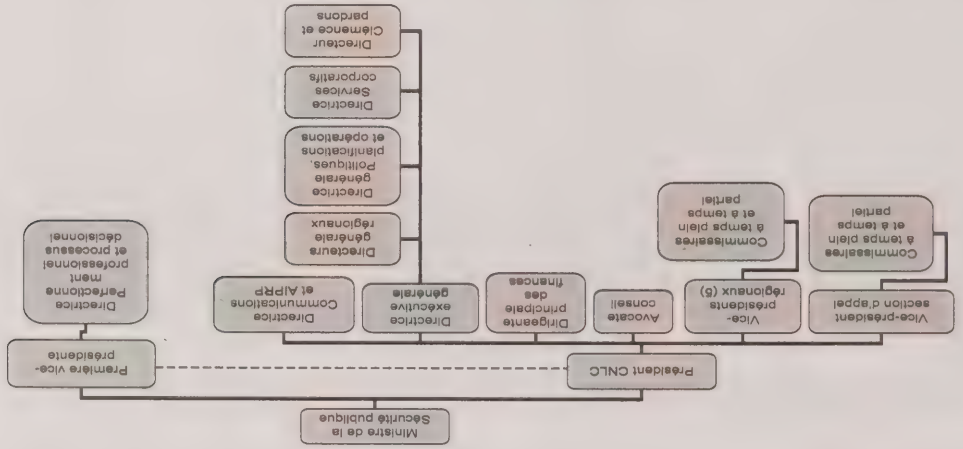 Ministre de la
Sécurité publique
Président CNLC
Première vice-
présidente
Vice-président
section d'appel
Vice-
présidents
régionaux (5)
Avocate
conseil
Dirigeante
principale
des
finances
Directrice
exécutive
générale
Directrice
Communications
et AIPRP
Directrice
Perfectionne
ment
professionnel
et processus
décisionnel
Commissaires
à temps plein
et à temps
partiel
Commissaires
à temps plein
et à temps
partiel
Directeurs
générale
régionaux
Directrice
générale
Politiques,
planifications
et opérations
Directrice
Services
corporatifs
Directeur
Clémence et
pardons